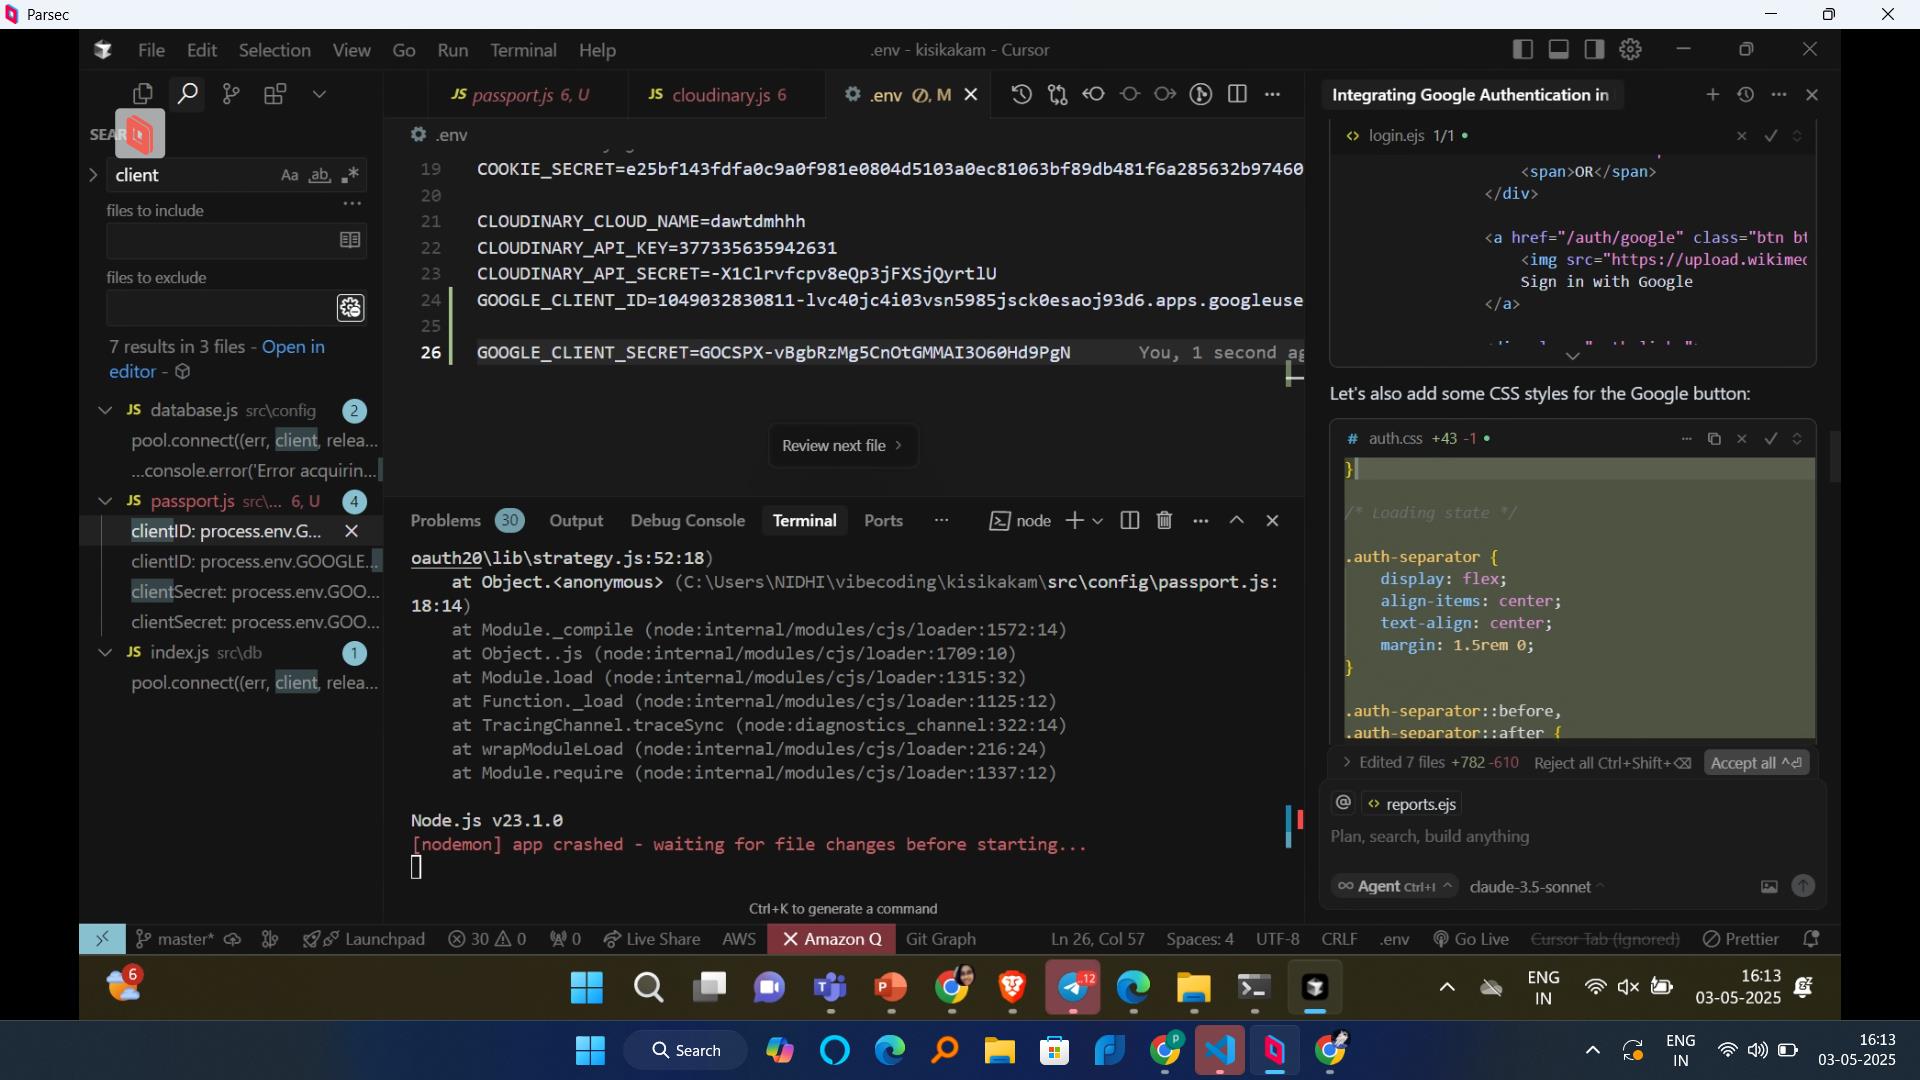 Parsec
File Edit Selection View Go Run Terminal Help
.env - kisikakam - Cursor
JS passport.js 6, U
JS cloudinary.js 6
.env M
Integrating Google Authentication in
SEAR
client
Aa ab
files to include
files to exclude
7 results in 3 files - Open in
editor -
JS database.js src\config 2
pool.connect((err, client, relea...
...console.error('Error acquirin...
JS passport.js src\... 6, U 4
clientID: process.env.G...
clientID: process.env.GOOGLE...
clientSecret: process.env.GOO...
clientSecret: process.env.GOO...
JS index.js src\db 1
pool.connect((err, client, relea...
.env
19 COOKIE_SECRET=e25bf143fdfa0c9a0f981e0804d5103a0ec81063bf89db481f6a285632b97460
20
21 CLOUDINARY_CLOUD_NAME=dawtdmhhh
22 CLOUDINARY_API_KEY=377335635942631
23 CLOUDINARY_API_SECRET=-X1Clrvfcpv8eQp3jFXSjQyrtlU
24 GOOGLE_CLIENT_ID=1049032830811-lvc40jc4i03vsn5985jsck0esaoj93d6.apps.googleuse
25
26 GOOGLE_CLIENT_SECRET=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 You, 1 second ag
Review next file
Problems 30 Output Debug Console Terminal Ports
node
oauth20\lib\strategy.js:52:18)
at Object.<anonymous> (C:\Users\NIDHI\vibecoding\kisikakam\src\config\passport.js:
18:14)
at Module._compile (node:internal/modules/cjs/loader:1572:14)
at Object..js (node:internal/modules/cjs/loader:1709:10)
at Module.load (node:internal/modules/cjs/loader:1315:32)
at Function._load (node:internal/modules/cjs/loader:1125:12)
at TracingChannel.traceSync (node:diagnostics_channel:322:14)
at wrapModuleLoad (node:internal/modules/cjs/loader:216:24)
at Module.require (node:internal/modules/cjs/loader:1337:12)
Node.js v23.1.0
[nodemon] app crashed - waiting for file changes before starting...
Ctrl+K to generate a command
login.ejs 1/1
<span>OR</span>
</div>
<a href="/auth/google" class="btn bt
<img src="https://upload.wikimed
Sign in with Google
</a>
Let's also add some CSS styles for the Google button:
# auth.css +43 -1
}
/* Loading state */
.auth-separator {
display: flex;
align-items: center;
text-align: center;
margin: 1.5rem 0;
}
.auth-separator::before,
.auth-separator::after {
Edited 7 files +782 -610 Reject all Ctrl+Shift+⌫ Accept all ^⏎
@ reports.ejs
Plan, search, build anything
∞ Agent Ctrl+I claude-3.5-sonnet
master* Launchpad 30 0 0 Live Share AWS Amazon Q Git Graph Ln 26, Col 57 Spaces: 4 UTF-8 CRLF .env Go Live Cursor Tab (Ignored) Prettier
6
12
ENG
IN
16:13
03-05-2025
Search
ENG
IN
16:13
03-05-2025